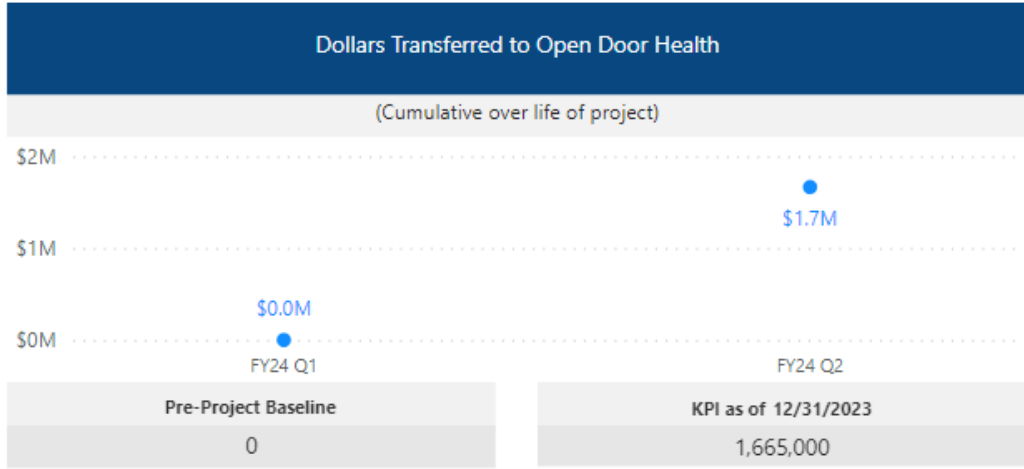 Dollars Transferred to Open Door Health
(Cumulative over life of project)
$2M
$1.7M
$1M
$0.0M
$0M
FY24 Q1 FY24 Q2
Pre-Project Baseline
0
KPI as of 12/31/2023
1,665,000